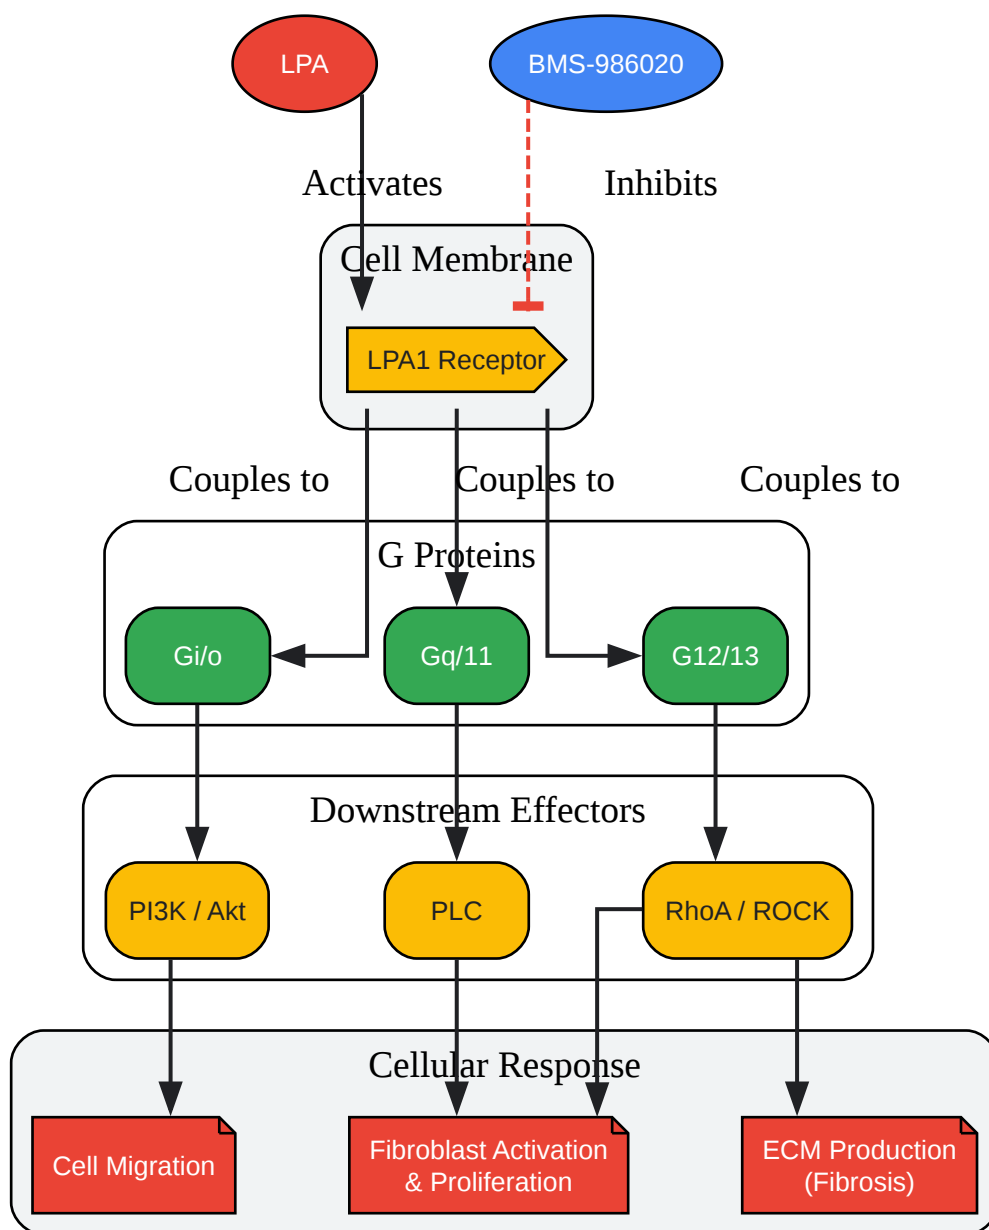 LPA
BMS-986020
Activates
Inhibits
Cell Membrane
LPA1 Receptor
Couples to
Couples to
Couples to
G Proteins
Gi/o
Gq/11
G12/13
Downstream Effectors
PI3K / Akt
PLC
RhoA / ROCK
Cellular Response
Cell Migration
Fibroblast Activation
& Proliferation
ECM Production
(Fibrosis)